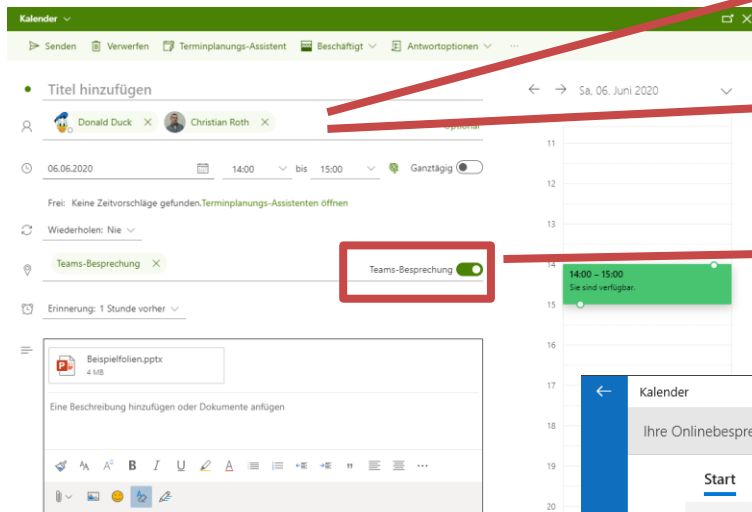 Kalender
Senden Verwerfen Terminplanungs-Assistent Beschäftigt Antwortoptionen ...
Titel hinzufügen
Donald Duck Christian Roth
06.06.2020 14:00 bis 15:00 Ganztägig
Frei: Keine Zeitvorschläge gefunden.Terminplanungs-Assistenten öffnen
Wiederholen: Nie
Teams-Besprechung
Teams-Besprechung
Erinnerung: 1 Stunde vorher
P
Beispielfolien.pptx
4 MB
Eine Beschreibung hinzufügen oder Dokumente anfügen
B I U A
Sa, 06. Juni 2020
11
12
13
14
14:00 – 15:00
Sie sind verfügbar.
15
16
17
18
19
20
Kalender
Ihre Onlinebespre
Start